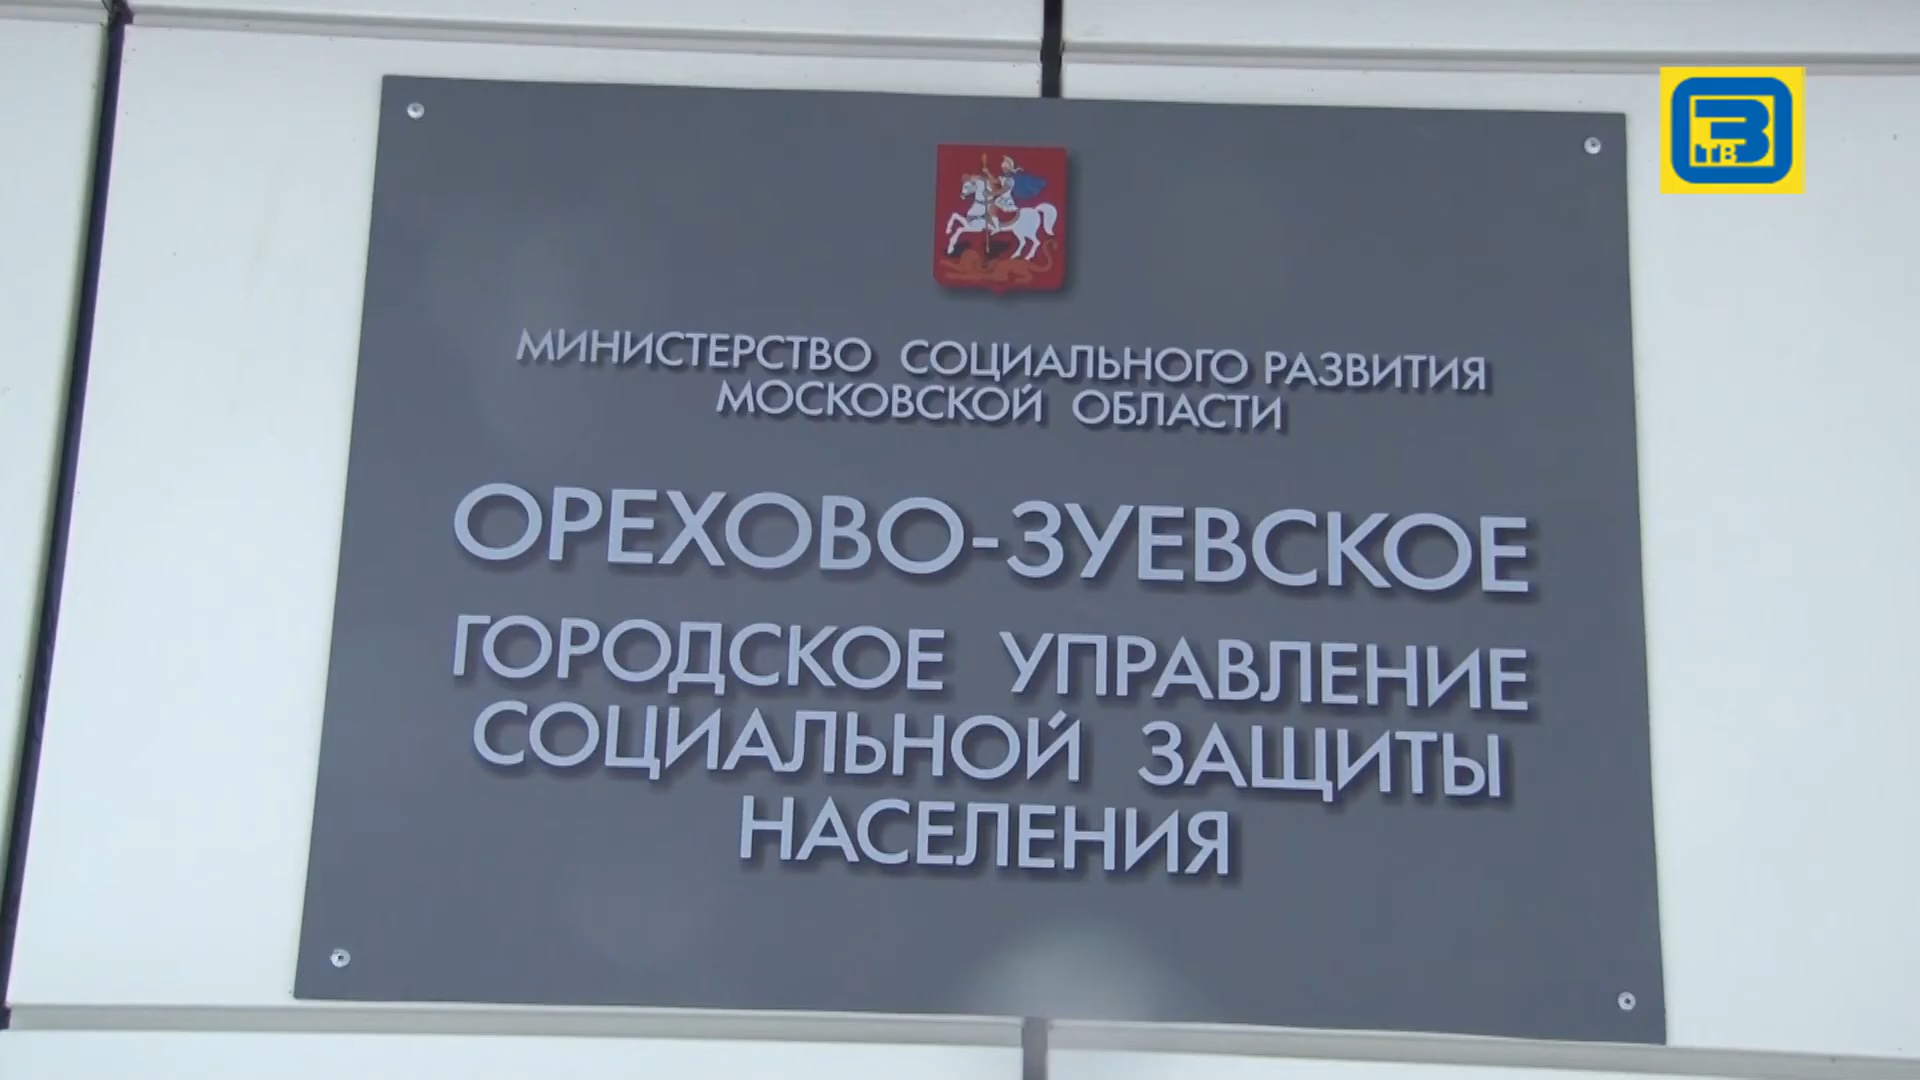 МИНИСТЕРСТВО СОЦИАЛЬНОГО РАЗВИТИЯ
МОСКОВСКОЙ ОБЛАСТИ
ОРЕХОВО-ЗУЕВСКОЕ
ГОРОДСКОЕ УПРАВЛЕНИЕ
СОЦИАЛЬНОЙ ЗАЩИТЫ
НАСЕЛЕНИЯ
ТВ